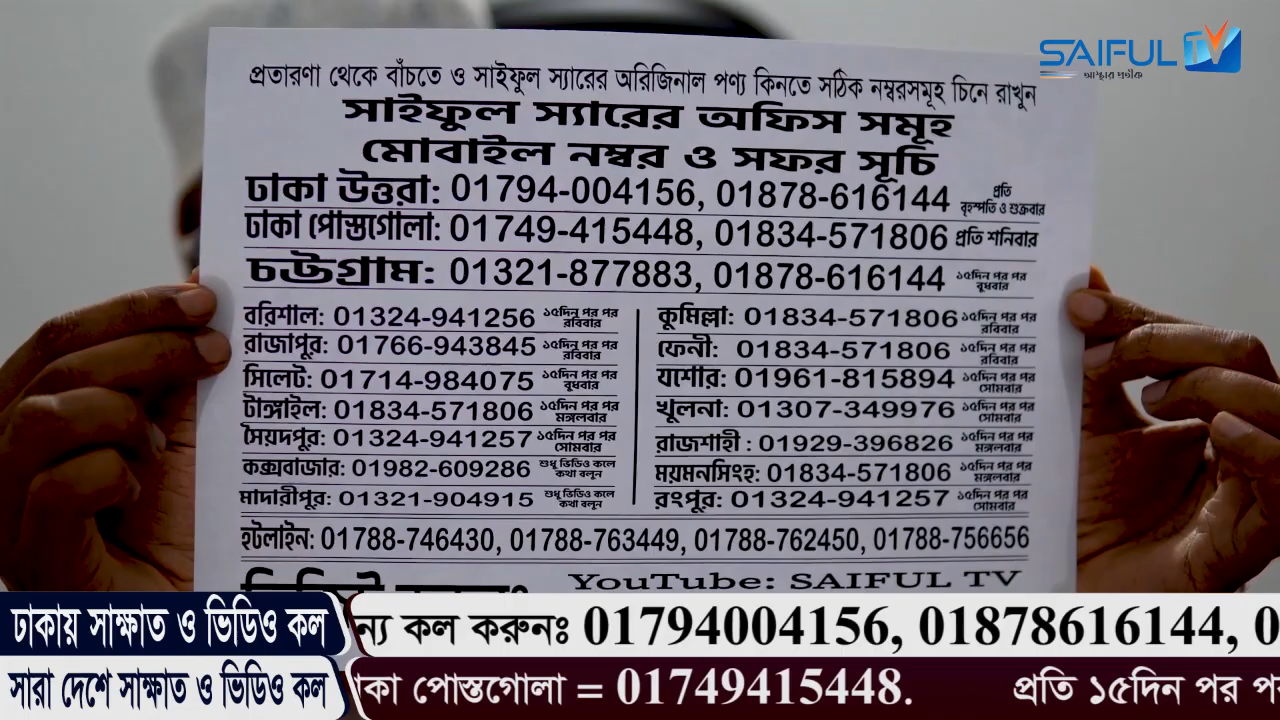 SAIFUL TV
আস্থার প্রতীক
প্রতারণা থেকে বাঁচতে ও সাইফুল স্যারের অরিজিনাল পণ্য কিনতে সঠিক নম্বরসমূহ চিনে রাখুন
সাইফুল স্যারের অফিস সমূহ
মোবাইল নম্বর ও সফর সূচি
ঢাকা উত্তরা: 01794-004156, 01878-616144 প্রতি বৃহস্পতি ও শুক্রবার
ঢাকা পোস্তগোলা: 01749-415448, 01834-571806 প্রতি শনিবার
চট্টগ্রাম: 01321-877883, 01878-616144 ১৫দিন পর পর বুধবার
বরিশাল: 01324-941256 ১৫দিন পর পর রবিবার
রাজাপুর: 01766-943845 ১৫দিন পর পর রবিবার
সিলেট: 01714-984075 ১৫দিন পর পর বুধবার
টাঙ্গাইল: 01834-571806 ১৫দিন পর পর মঙ্গলবার
সৈয়দপুর: 01324-941257 ১৫দিন পর পর সোমবার
কক্সবাজার: 01982-609286 শুধু ভিডিও কলে কথা বলুন
মাদারীপুর: 01321-904915 শুধু ভিডিও কলে কথা বলুন
কুমিল্লা: 01834-571806 ১৫দিন পর পর রবিবার
ফেনী: 01834-571806 ১৫দিন পর পর রবিবার
যশোর: 01961-815894 ১৫দিন পর পর সোমবার
খুলনা: 01307-349976 ১৫দিন পর পর সোমবার
রাজশাহী : 01929-396826 ১৫দিন পর পর মঙ্গলবার
ময়মনসিংহ: 01834-571806 ১৫দিন পর পর মঙ্গলবার
রংপুর: 01324-941257 ১৫দিন পর পর সোমবার
হটলাইন: 01788-746430, 01788-763449, 01788-762450, 01788-756656
YouTube: SAIFUL TV
ঢাকায় সাক্ষাত ও ভিডিও কল
ন্য কল করুনঃ 01794004156, 01878616144, 0
সারা দেশে সাক্ষাত ও ভিডিও কল
াকা পোস্তগোলা = 01749415448. প্রতি ১৫দিন পর পর